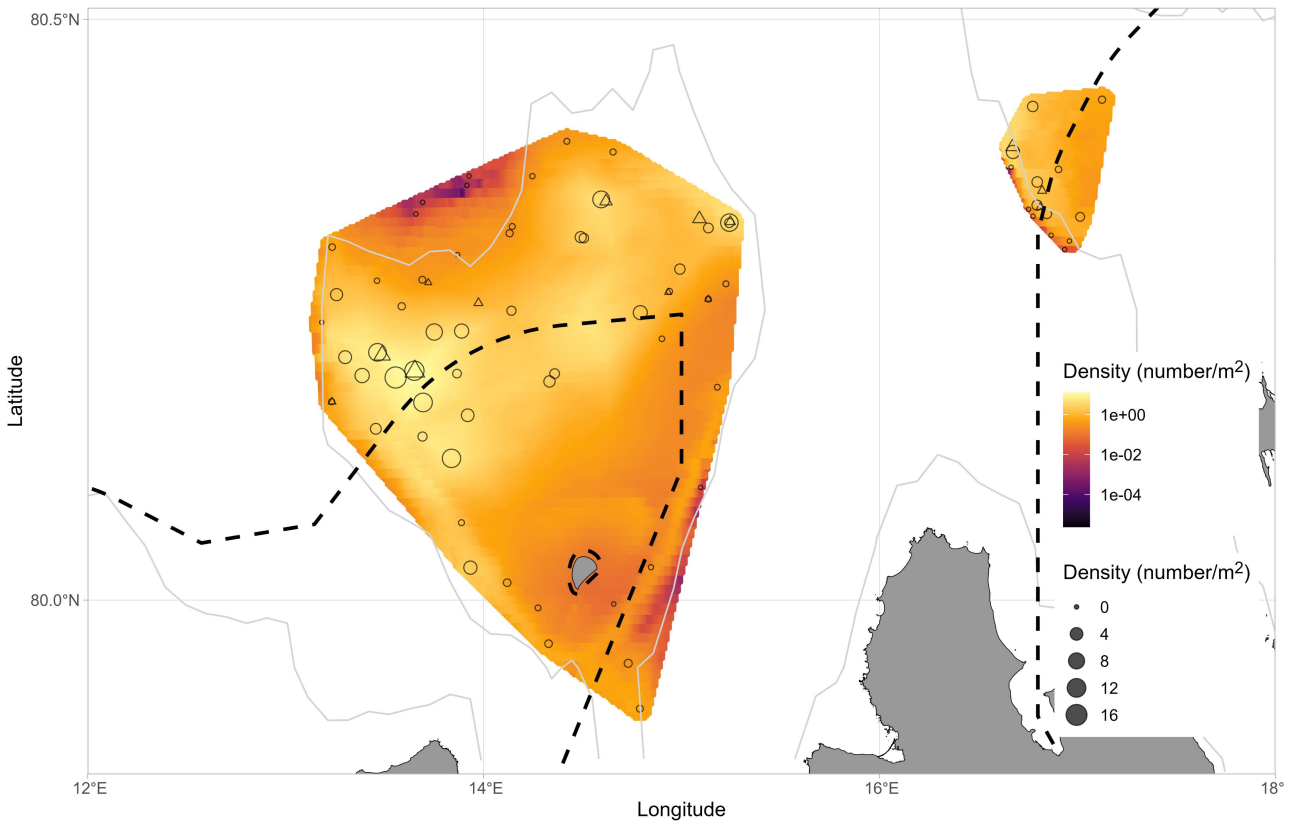 80.5°N
80.0°N
Latitude
12°E
14°E
16°E
18°
Longitude
Density (number/m2)
1e+00
1e-02
1e-04
Density (number/m2)
0
4
8
12
16